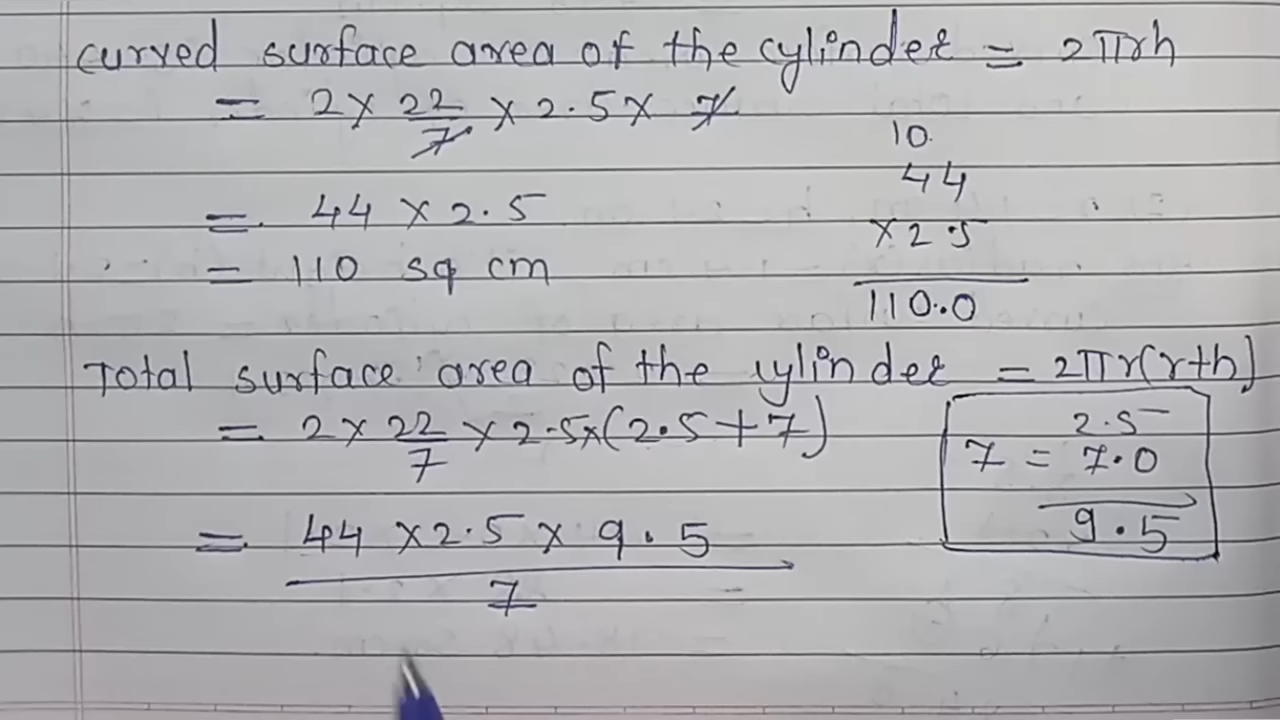 curved surface area of the cylinder = 2πrh
= 2 × 22/7 × 2.5 × 7
= 44 × 2.5
= 110 sq cm
10
44
×2.5
110.0
Total surface area of the cylinder = 2πr(r+h)
= 2 × 22/7 × 2.5×(2.5+7)
= 44 × 2.5 × 9.5
7
2.5
7 = 7.0
9.5